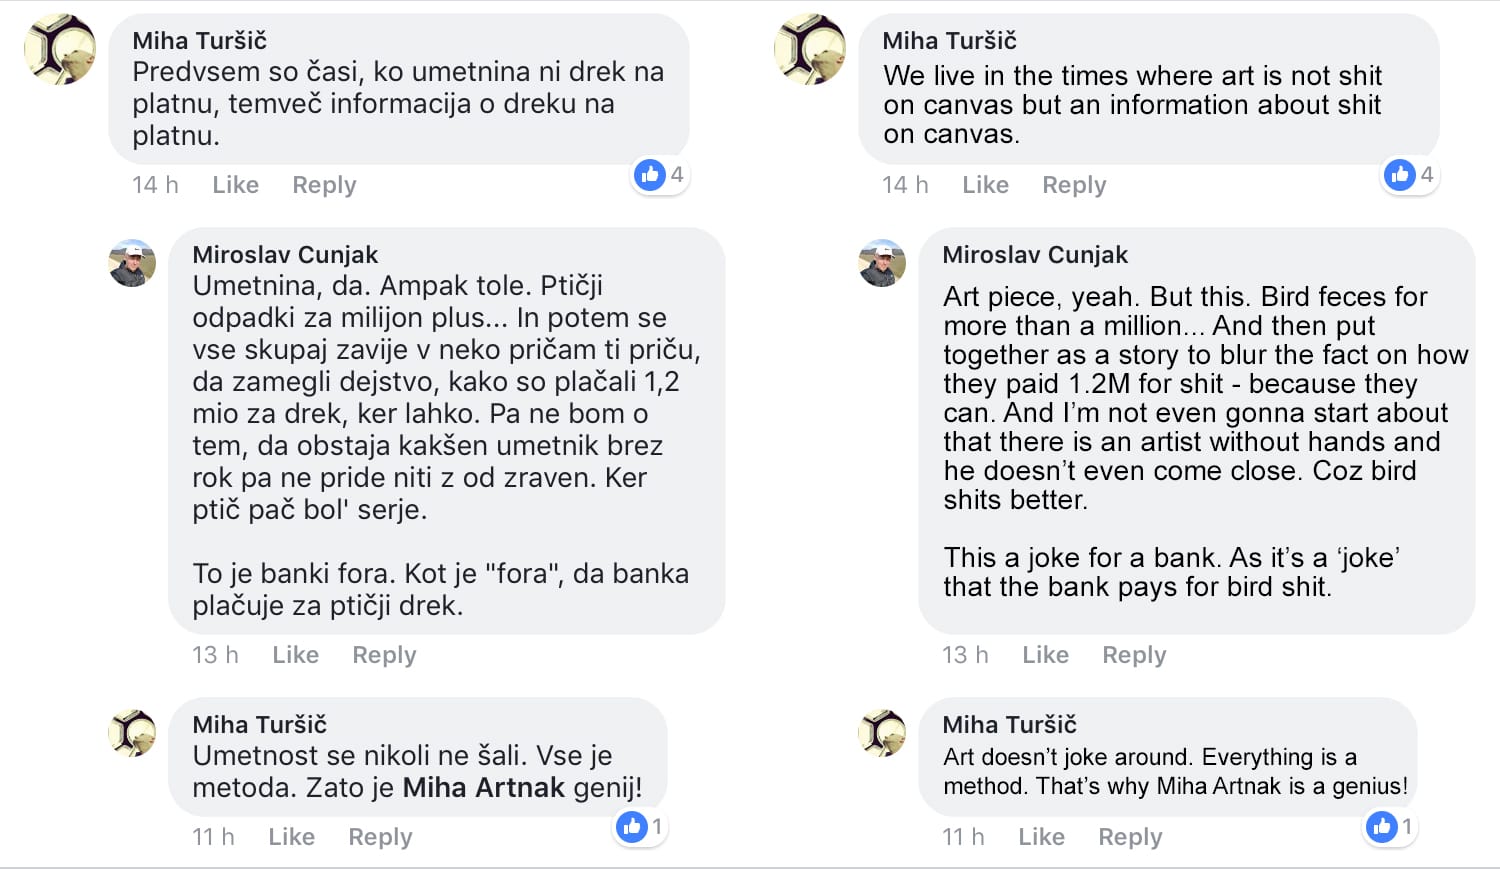 Miha Turšič
Predvsem so časi, ko umetnina ni drek na
platnu, temveč informacija o dreku na
platnu.
14 h Like Reply
4
Miroslav Cunjak
Umetnina, da. Ampak tole. Ptičji
odpadki za milijon plus... In potem se
vse skupaj zavije v neko pričam ti priču,
da zamegli dejstvo, kako so plačali 1,2
mio za drek, ker lahko. Pa ne bom o
tem, da obstaja kakšen umetnik brez
rok pa ne pride niti z od zraven. Ker
ptič pač bol' serje.
To je banki fora. Kot je "fora", da banka
plačuje za ptičji drek.
13 h Like Reply
Miha Turšič
Umetnost se nikoli ne šali. Vse je
metoda. Zato je Miha Artnak genij!
11 h Like Reply
1
Miha Turšič
We live in the times where art is not shit
on canvas but an information about shit
on canvas.
14 h Like Reply
4
Miroslav Cunjak
Art piece, yeah. But this. Bird feces for
more than a million... And then put
together as a story to blur the fact on how
they paid 1.2M for shit - because they
can. And I’m not even gonna start about
that there is an artist without hands and
he doesn’t even come close. Coz bird
shits better.
This a joke for a bank. As it’s a ‘joke’
that the bank pays for bird shit.
13 h Like Reply
Miha Turšič
Art doesn’t joke around. Everything is a
method. That’s why Miha Artnak is a genius!
11 h Like Reply
1